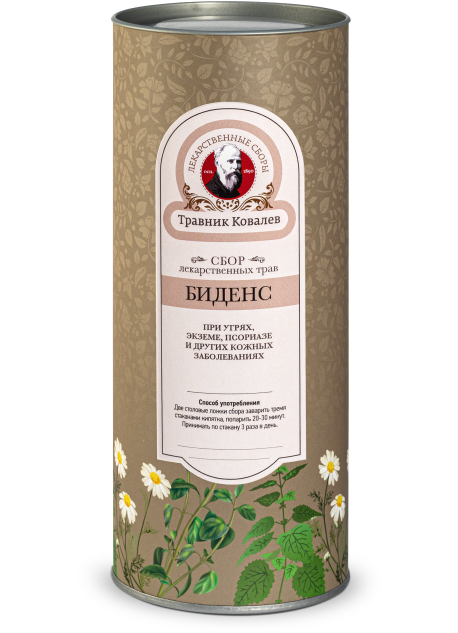 ЛЕКАРСТВЕННЫЕ СБОРЫ
осн. 1890
Травник Ковалев
СБОР
лекарственных трав
БИДЕНС
ПРИ УГРЯХ,
ЭКЗЕМЕ, ПСОРИАЗЕ
И ДРУГИХ КОЖНЫХ
ЗАБОЛЕВАНИЯХ
Способ употребления
Две столовые ложки сбора заварить тремя
стаканами кипятка, попарить 20-30 минут.
Принимать по стакану 3 раза в день.